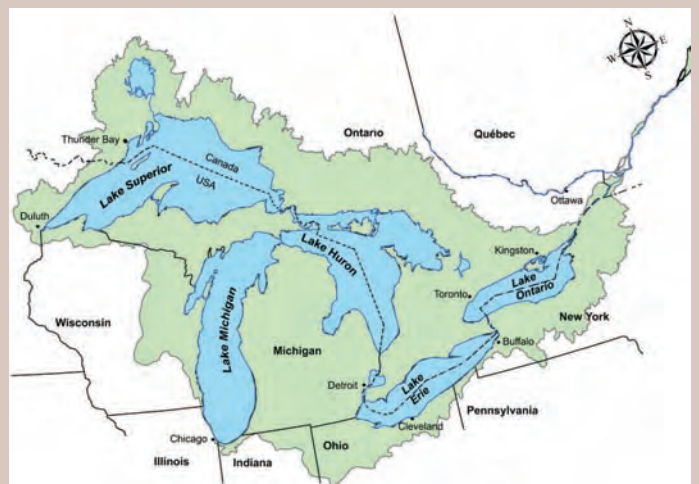 N
W
E
S
Thunder Bay
Ontario
Québec
Canada
USA
Lake Superior
Ottawa
Duluth
Lake Huron
Kingston
Lake
Ontario
Toronto
Wisconsin
Lake Michigan
New York
Michigan
Buffalo
Detroit
Lake
Erie
Pennsylvania
Cleveland
Chicago
Ohio
Illinois
Indiana